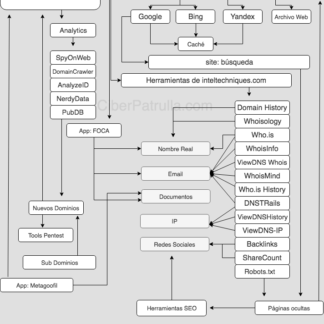 Google
Bing
Yandex
Archivo Web
Analytics
Caché
SpyOnWeb
DomainCrawler
AnalyzeID
NerdyData
PubDB
site: búsqueda
Herramientas de inteltechniques.com
CiberPatrulla.com
App: FOCA
Domain History
Whoisology
Who.is
WhoisInfo
ViewDNS Whois
WhoisMind
Who.is History
DNSTRails
ViewDNSHistory
ViewDNS-IP
Backlinks
ShareCount
Robots.txt
Nombre Real
Email
Documentos
IP
Redes Sociales
Nuevos Dominios
Tools Pentest
Sub Dominios
App: Metagoofil
Herramientas SEO
Páginas ocultas